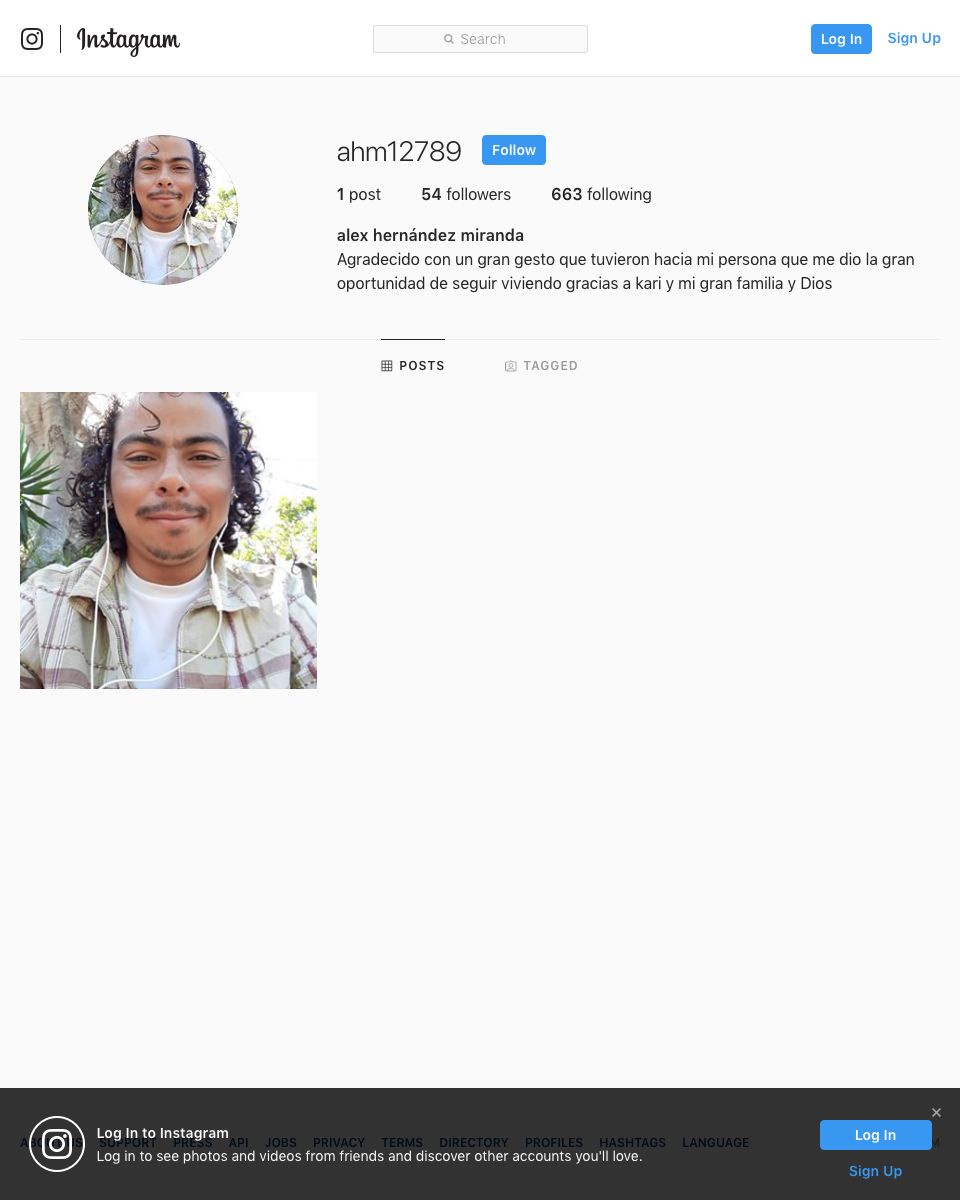 Instagram
Search
Log In
Sign Up
ahm12789
Follow
1 post
54 followers
663 following
alex hernández miranda
Agradecido con un gran gesto que tuvieron hacia mi persona que me dio la gran
oportunidad de seguir viviendo gracias a kari y mi gran familia y Dios
POSTS
TAGGED
Log In to Instagram
SUPPORT PRESS API JOBS PRIVACY TERMS DIRECTORY PROFILES HASHTAGS LANGUAGE
Log in to see photos and videos from friends and discover other accounts you'll love.
Log In
Sign Up